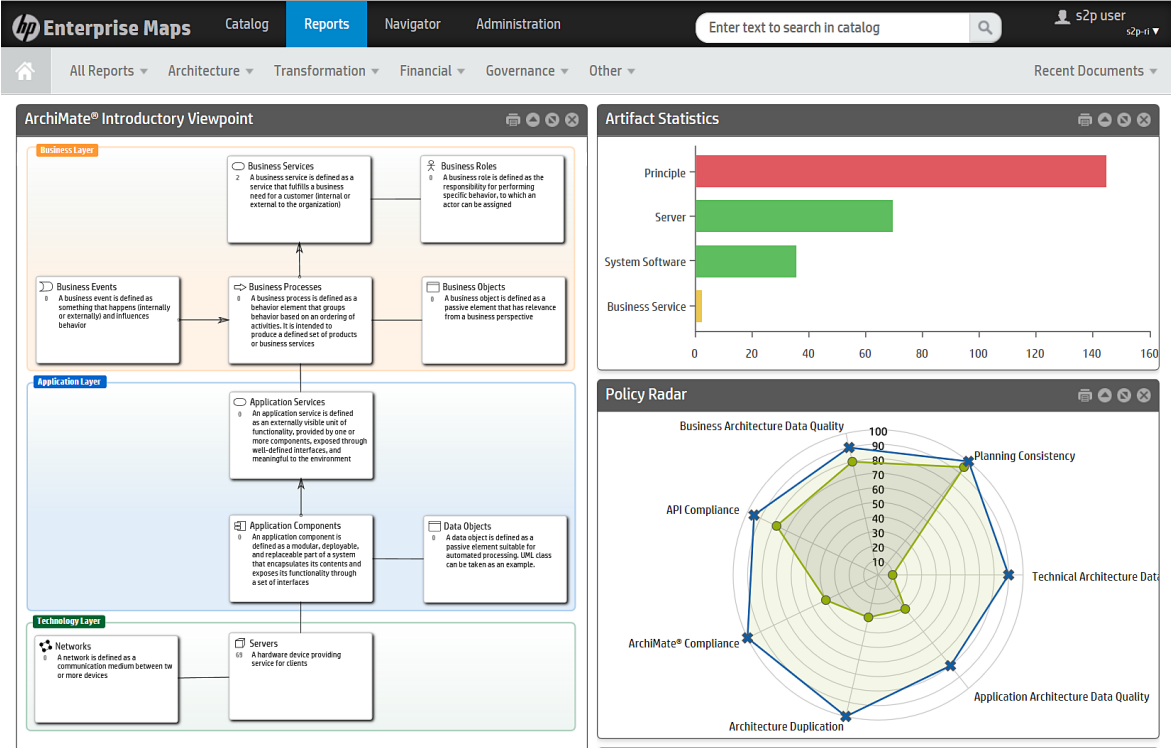 hp Enterprise Maps
Catalog
Reports
Navigator
Administration
Enter text to search in catalog
s2p user
s2p-ri ▼
All Reports
Architecture
Transformation
Financial
Governance
Other
Recent Documents
ArchiMate® Introductory Viewpoint
Business Layer
Business Services
2
A business service is defined as a
service that fulfills a business
need for a customer (internal or
external to the organization)
Business Roles
0
A business role is defined as the
responsibility for performing
specific behavior, to which an
actor can be assigned
Business Events
0
A business event is defined as
something that happens (internally
or externally) and influences
behavior
Business Processes
0
A business process is defined as a
behavior element that groups
behavior based on an ordering of
activities. It is intended to
produce a defined set of products
or business services
Business Objects
0
A business object is defined as a
passive element that has relevance
from a business perspective
Application Layer
Application Services
0
An application service is defined
as an externally visible unit of
functionality, provided by one or
more components, exposed through
well-defined interfaces, and
meaningful to the environment
Application Components
0
An application component is
defined as a modular, deployable,
and replaceable part of a system
that encapsulates its contents and
exposes its functionality through
a set of interfaces
Data Objects
0
A data object is defined as a
passive element suitable for
automated processing. UML class
can be taken as an example.
Technology Layer
Networks
0
A network is defined as a
communication medium between tw
or more devices
Servers
69
A hardware device providing
service for clients
Artifact Statistics
Principle
Server
System Software
Business Service
0 20 40 60 80 100 120 140 160
Policy Radar
Business Architecture Data Quality
Planning Consistency
API Compliance
Technical Architecture Data
ArchiMate® Compliance
Application Architecture Data Quality
Architecture Duplication
100
90
80
70
60
50
40
30
20
10